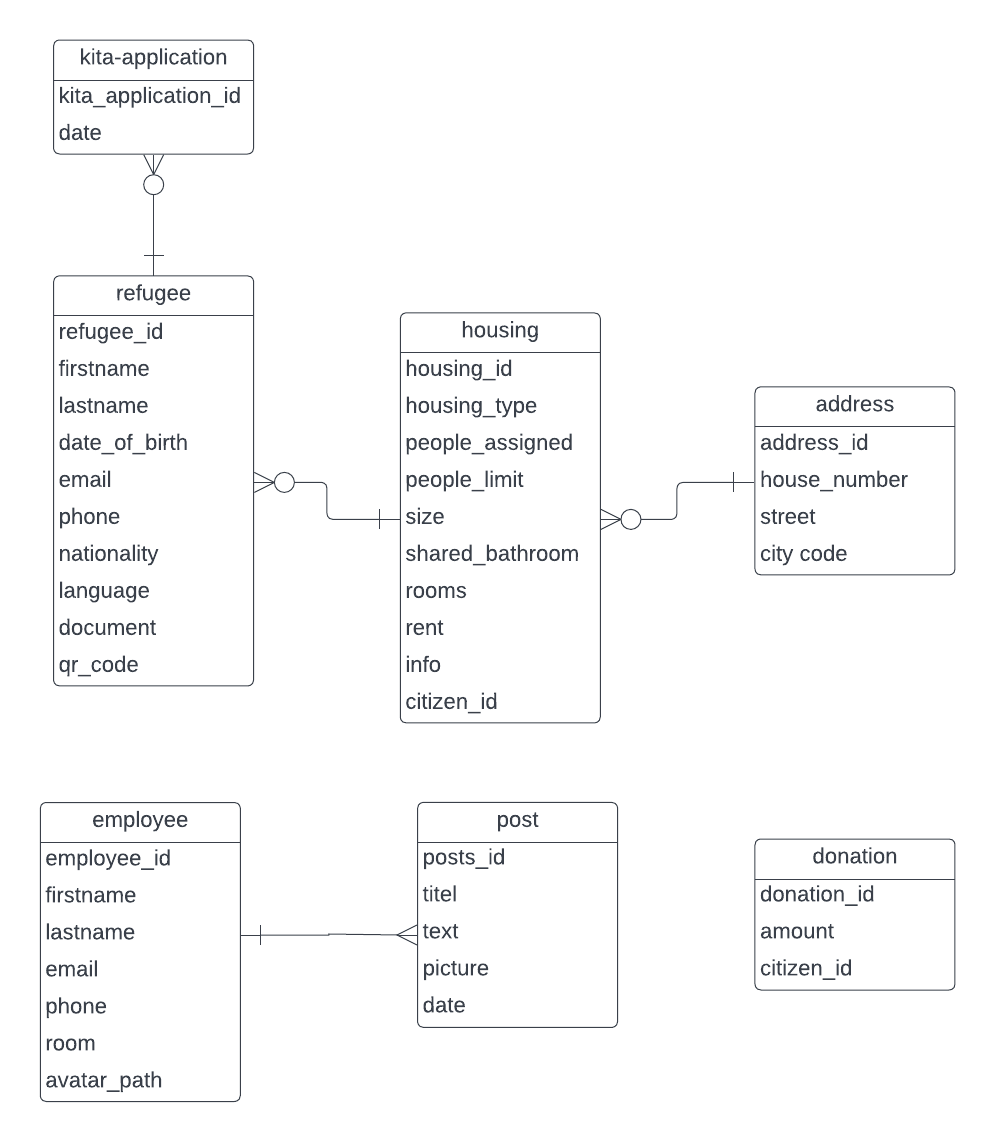 kita-application
kita_application_id
date
refugee
refugee_id
firstname
lastname
date_of_birth
email
phone
nationality
language
document
qr_code
housing
housing_id
housing_type
people_assigned
people_limit
size
shared_bathroom
rooms
rent
info
citizen_id
address
address_id
house_number
street
city code
employee
employee_id
firstname
lastname
email
phone
room
avatar_path
post
posts_id
titel
text
picture
date
donation
donation_id
amount
citizen_id